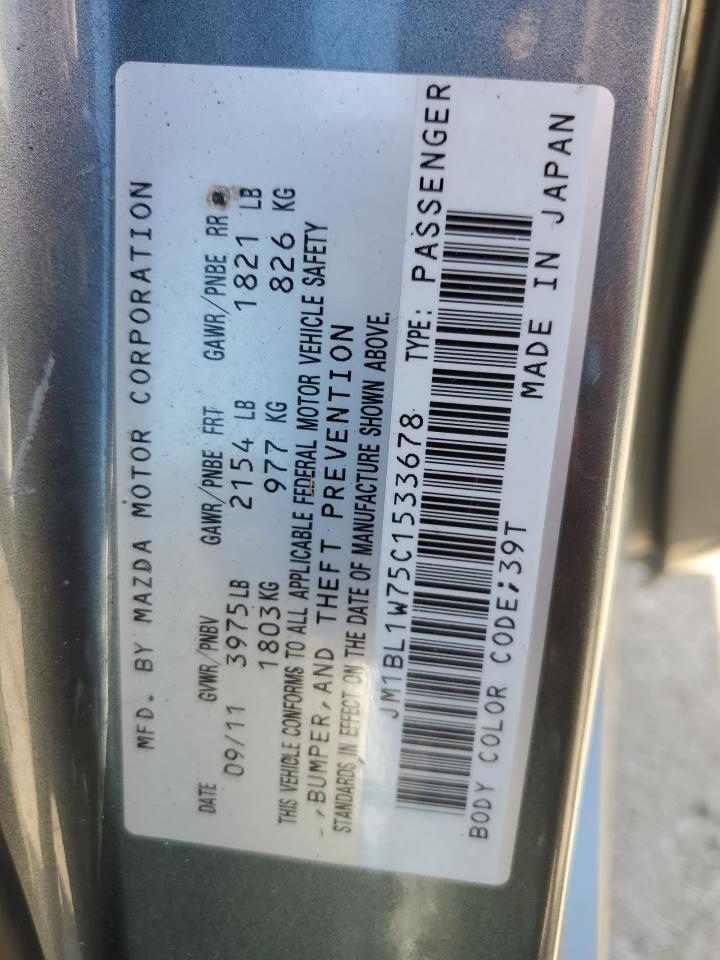 MFD. BY MAZDA MOTOR CORPORATION
DATE GVWR/PNBV GAWR/PNBE FRT GAWR/PNBE RR
09/11 3975LB 2154 LB 1821 LB
1803KG 977 KG 826 KG
THIS VEHICLE CONFORMS TO ALL APPLICABLE FEDERAL MOTOR VEHICLE SAFETY
-,BUMPER,AND THEFT PREVENTION
STANDARDS IN EFFECT ON THE DATE OF MANUFACTURE SHOWN ABOVE.
JM1BL1W75C1533678 TYPE: PASSENGER
BODY COLOR CODE;39T MADE IN JAPAN